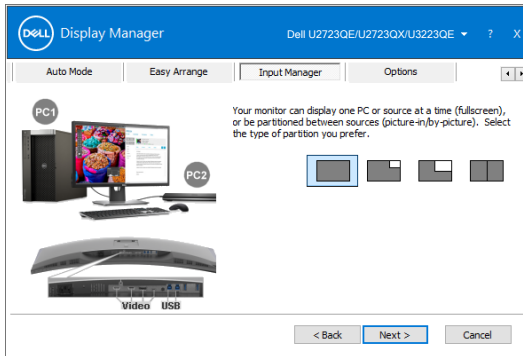 DELL Display Manager
Dell U2723QE/U2723QX/U3223QE ? X
Auto Mode Easy Arrange Input Manager Options
PC1
Your monitor can display one PC or source at a time (fullscreen),
or be partitioned between sources (picture-in/by-picture). Select
the type of partition you prefer.
PC2
Video USB
< Back Next > Cancel